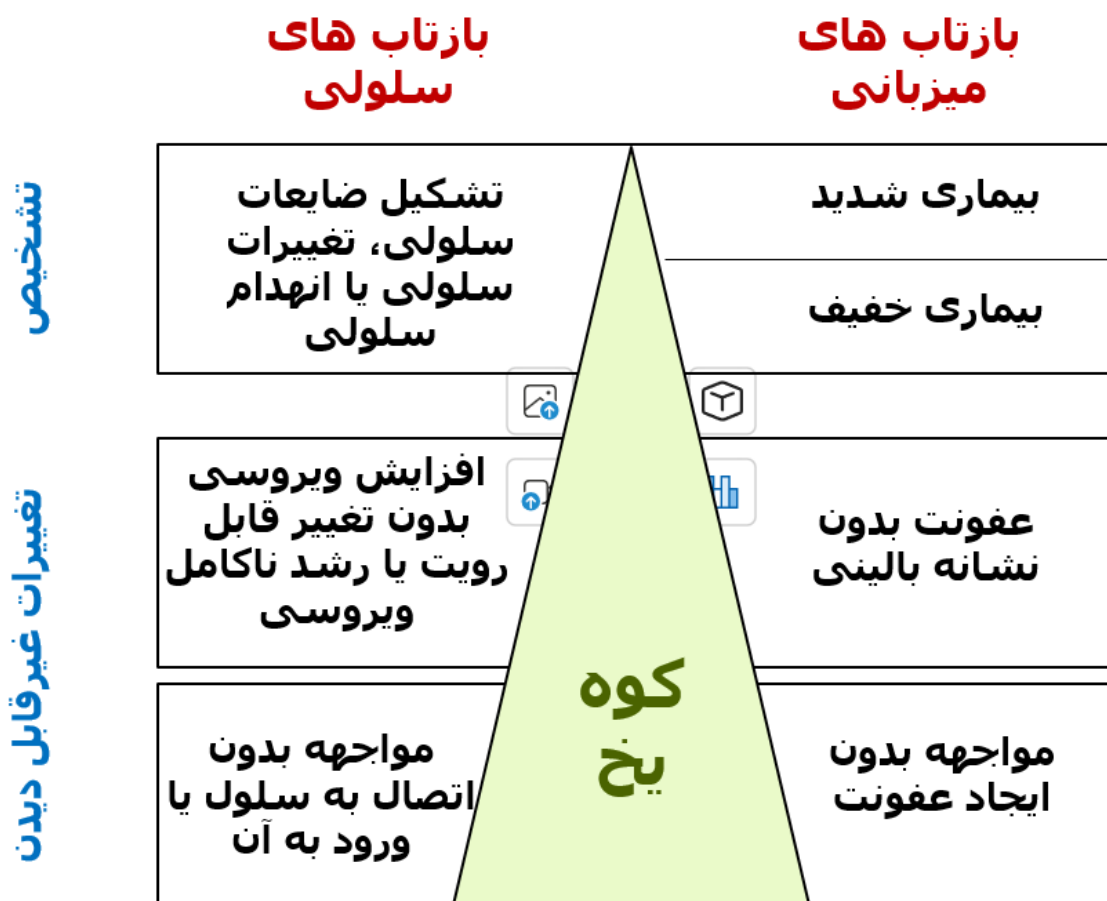 بازتاب های
میزبانی
بازتاب های
سلولی
تشخیص
بیماری شدید
بیماری خفیف
تشکیل ضایعات
سلولی، تغییرات
سلولی یا انهدام
سلولی
تغییرات غیرقابل دیدن
عفونت بدون
نشانه بالینی
افزایش ویروسی
بدون تغییر قابل
رویت یا رشد ناکامل
ویروسی
کوه
یخ
مواجهه بدون
ایجاد عفونت
مواجهه بدون
اتصال به سلول یا
ورود به آن